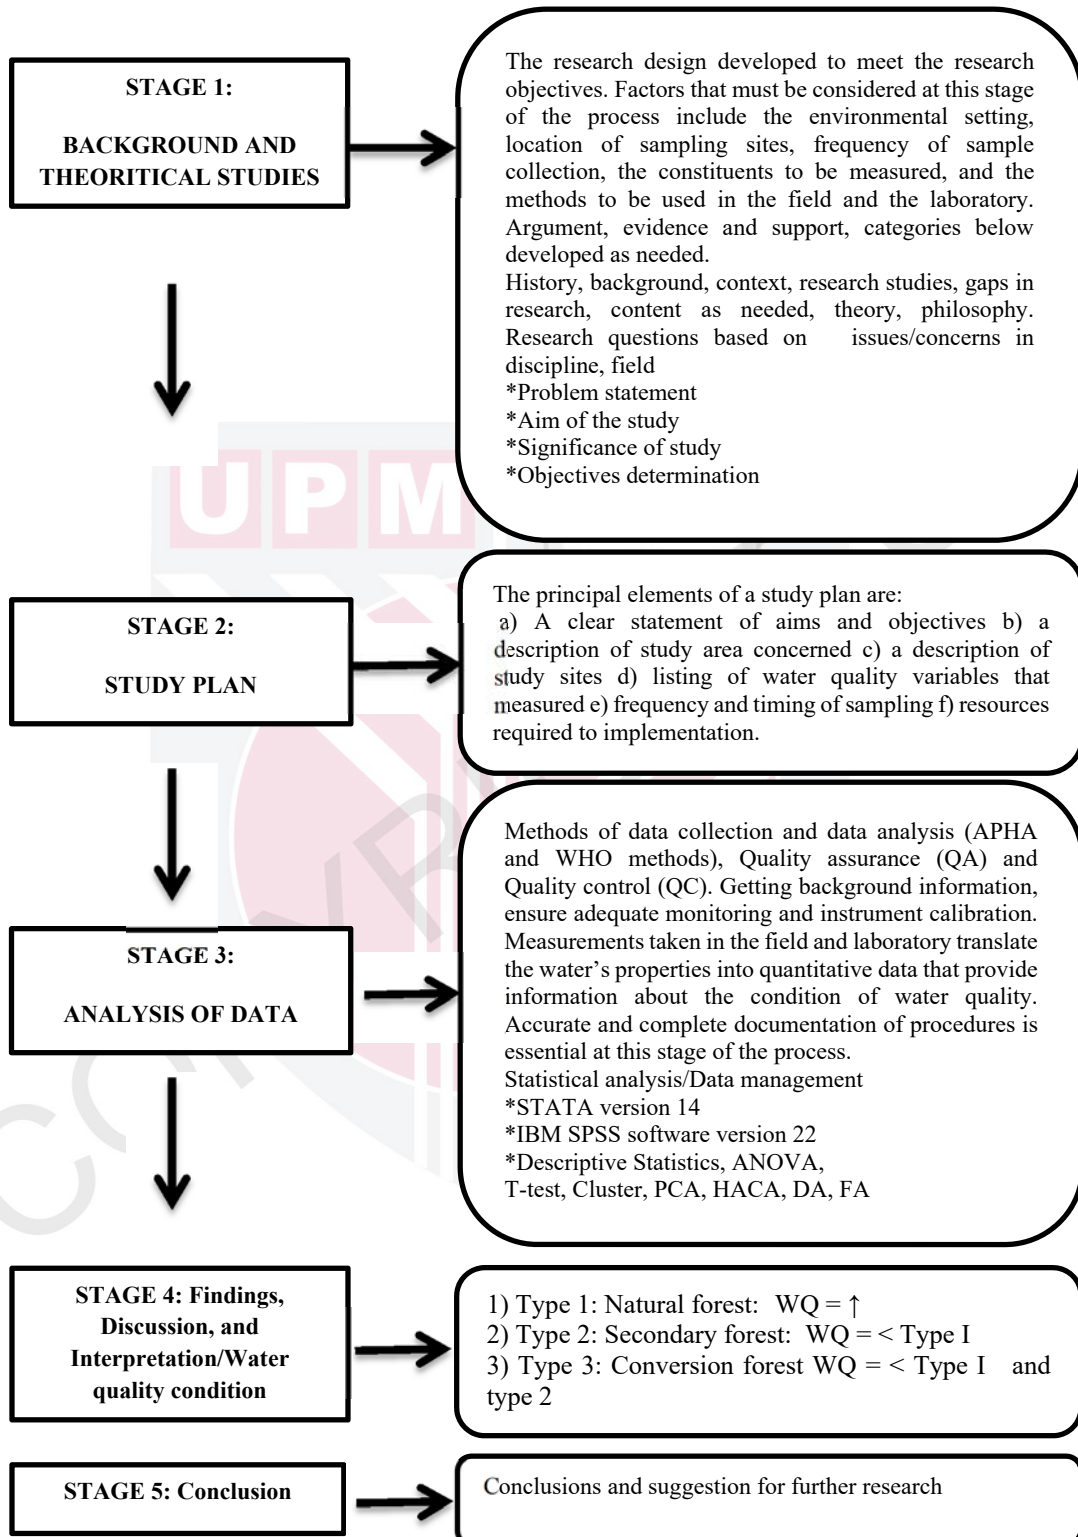 STAGE 1:
BACKGROUND AND
THEORITICAL STUDIES
The research design developed to meet the research
objectives. Factors that must be considered at this stage
of the process include the environmental setting,
location of sampling sites, frequency of sample
collection, the constituents to be measured, and the
methods to be used in the field and the laboratory.
Argument, evidence and support, categories below
developed as needed.
History, background, context, research studies, gaps in
research, content as needed, theory, philosophy.
Research questions based on issues/concerns in
discipline, field
*Problem statement
*Aim of the study
*Significance of study
*Objectives determination
UPM
STAGE 2:
STUDY PLAN
The principal elements of a study plan are:
a) A clear statement of aims and objectives b) a
description of study area concerned c) a description of
study sites d) listing of water quality variables that
measured e) frequency and timing of sampling f) resources
required to implementation.
STAGE 3:
ANALYSIS OF DATA
Methods of data collection and data analysis (APHA
and WHO methods), Quality assurance (QA) and
Quality control (QC). Getting background information,
ensure adequate monitoring and instrument calibration.
Measurements taken in the field and laboratory translate
the water’s properties into quantitative data that provide
information about the condition of water quality.
Accurate and complete documentation of procedures is
essential at this stage of the process.
Statistical analysis/Data management
*STATA version 14
*IBM SPSS software version 22
*Descriptive Statistics, ANOVA,
T-test, Cluster, PCA, HACA, DA, FA
STAGE 4: Findings,
Discussion, and
Interpretation/Water
quality condition
1) Type 1: Natural forest: WQ = ↑
2) Type 2: Secondary forest: WQ = < Type I
3) Type 3: Conversion forest WQ = < Type I and
type 2
STAGE 5: Conclusion
Conclusions and suggestion for further research